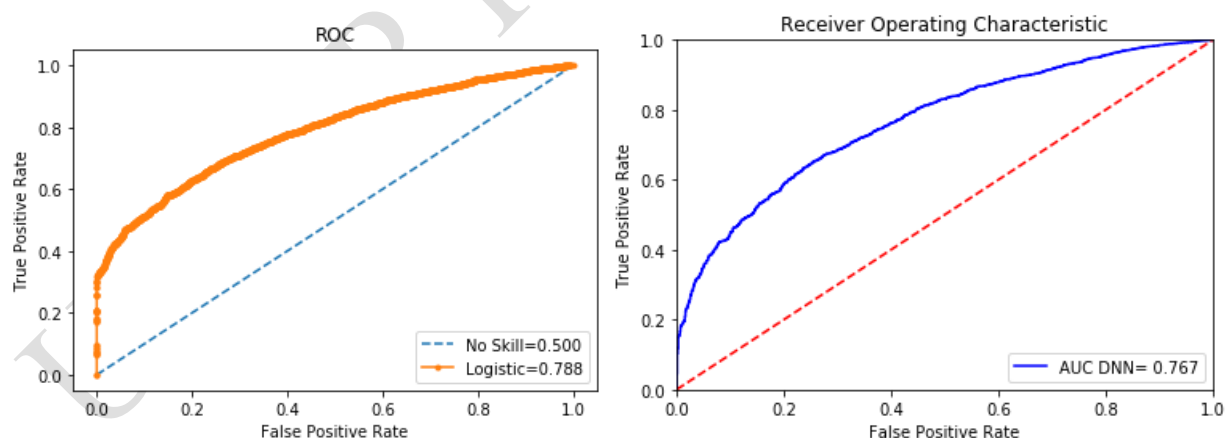 ROC
True Positive Rate
1.0
0.8
0.6
0.4
0.2
0.0
No Skill=0.500
Logistic=0.788
0.0 0.2 0.4 0.6 0.8 1.0
False Positive Rate
Receiver Operating Characteristic
True Positive Rate
1.0
0.8
0.6
0.4
0.2
0.0
AUC DNN= 0.767
0.0 0.2 0.4 0.6 0.8 1.0
False Positive Rate